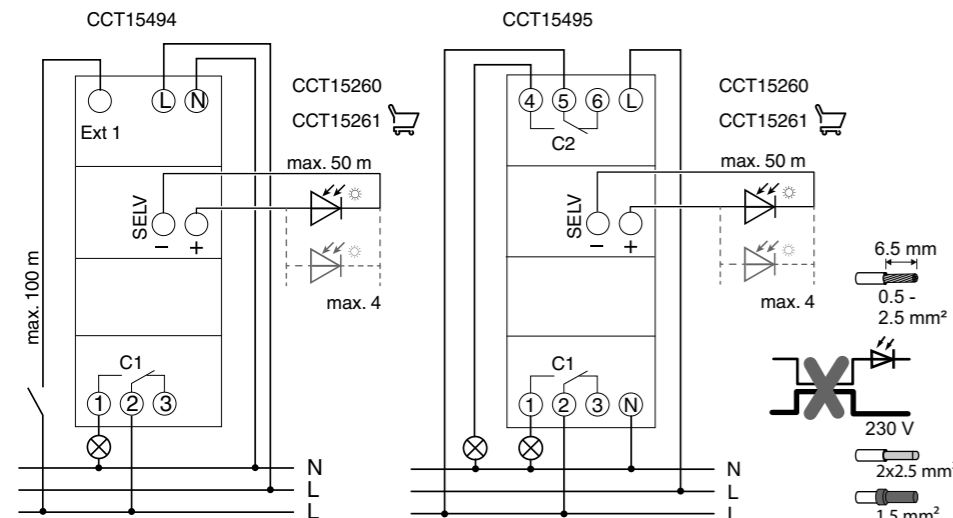 CCT15494
Ext 1
L
N
CCT15260
CCT15261
max. 50 m
SELV
−
+
max. 4
max. 100 m
C1
1
2
3
N
L
L
CCT15495
4
5
6
L
C2
CCT15260
CCT15261
max. 50 m
SELV
−
+
max. 4
C1
1
2
3
N
N
L
L
6.5 mm
0.5 -
2.5 mm²
230 V
2x2.5 mm²
1.5 mm²